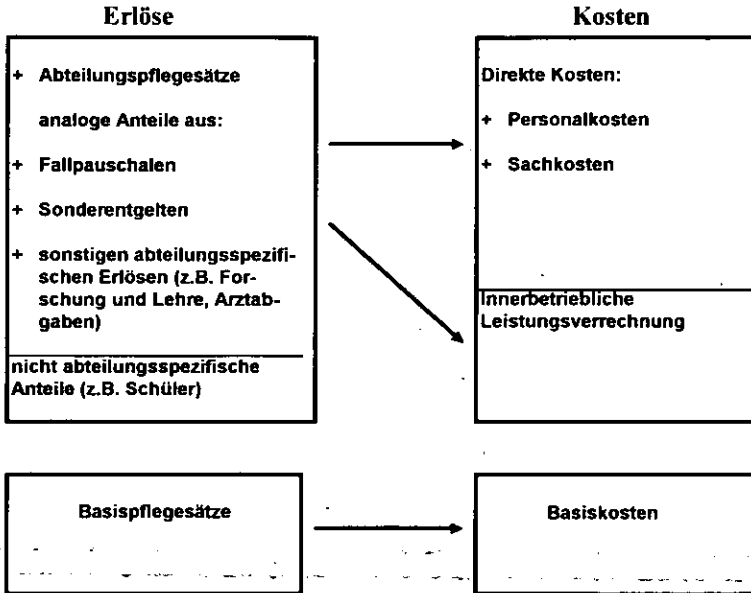 Erlöse
+ Abteilungspflegesätze
analoge Anteile aus:
+ Fallpauschalen
+ Sonderentgelten
+ sonstigen abteilungsspezifi-
schen Erlösen (z.B. For-
schung und Lehre, Arztab-
gaben)
nicht abteilungsspezifische
Anteile (z.B. Schüler)
Kosten
Direkte Kosten:
+ Personalkosten
+ Sachkosten
Innerbetriebliche
Leistungsverrechnung
Basispflegesätze
Basiskosten